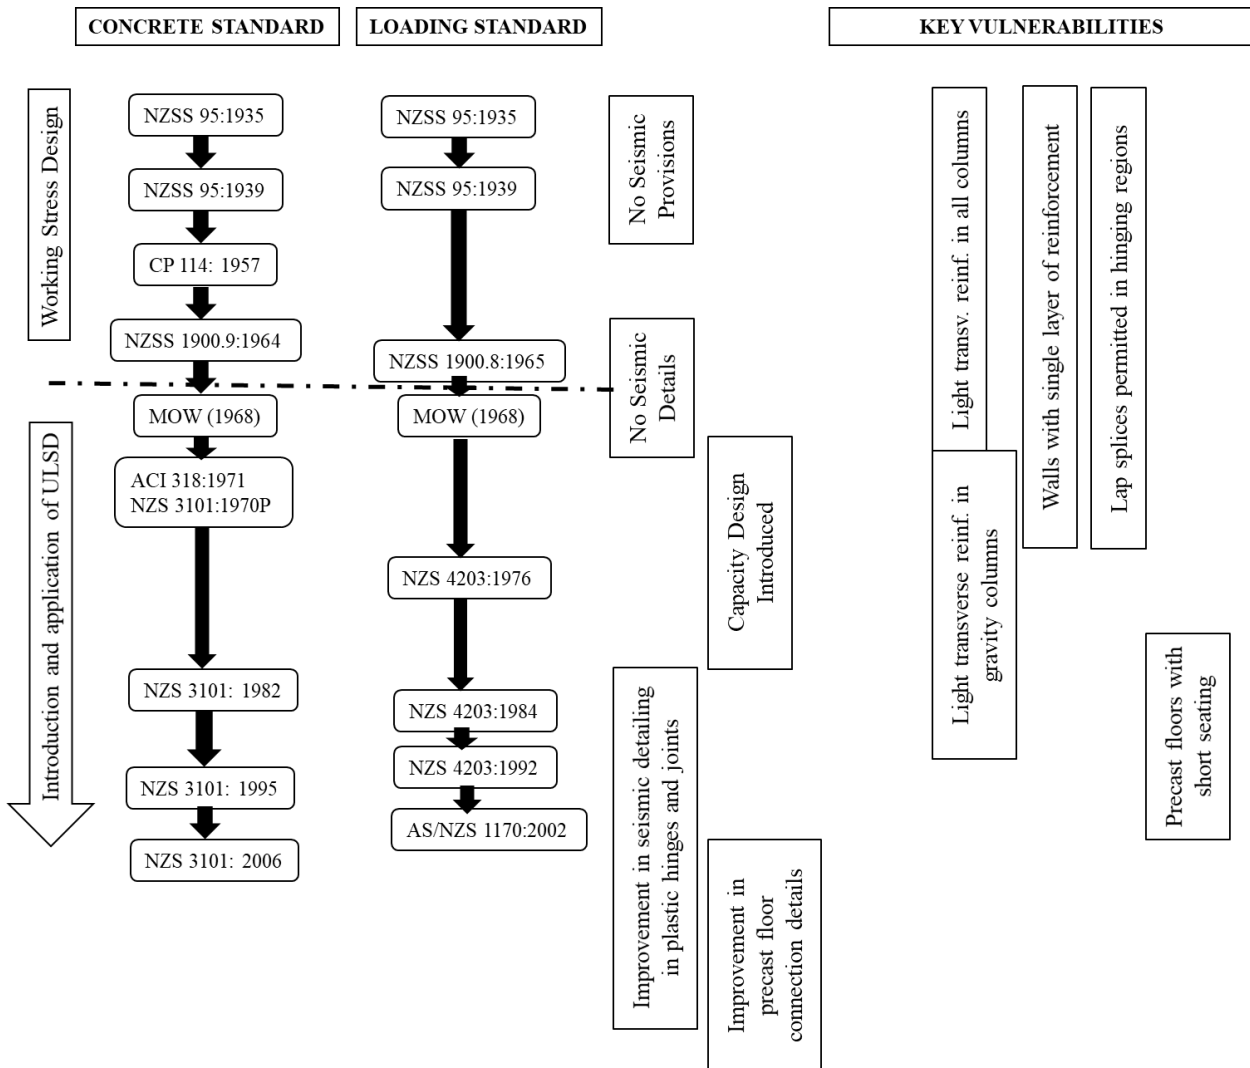 CONCRETE STANDARD
LOADING STANDARD
KEY VULNERABILITIES
Working Stress Design
Introduction and application of ULSD
NZSS 95:1935
NZSS 95:1939
CP 114: 1957
NZSS 1900.9:1964
MOW (1968)
ACI 318:1971
NZS 3101:1970P
NZS 3101: 1982
NZS 3101: 1995
NZS 3101: 2006
NZSS 95:1935
NZSS 95:1939
NZSS 1900.8:1965
MOW (1968)
NZS 4203:1976
NZS 4203:1984
NZS 4203:1992
AS/NZS 1170:2002
No Seismic
Provisions
No Seismic
Details
Capacity Design
Introduced
Improvement in seismic detailing
in plastic hinges and joints
Improvement in
precast floor
connection details
Light transv. reinf. in all columns
Light transverse reinf. in
gravity columns
Walls with single layer of reinforcement
Lap splices permitted in hinging regions
Precast floors with
short seating